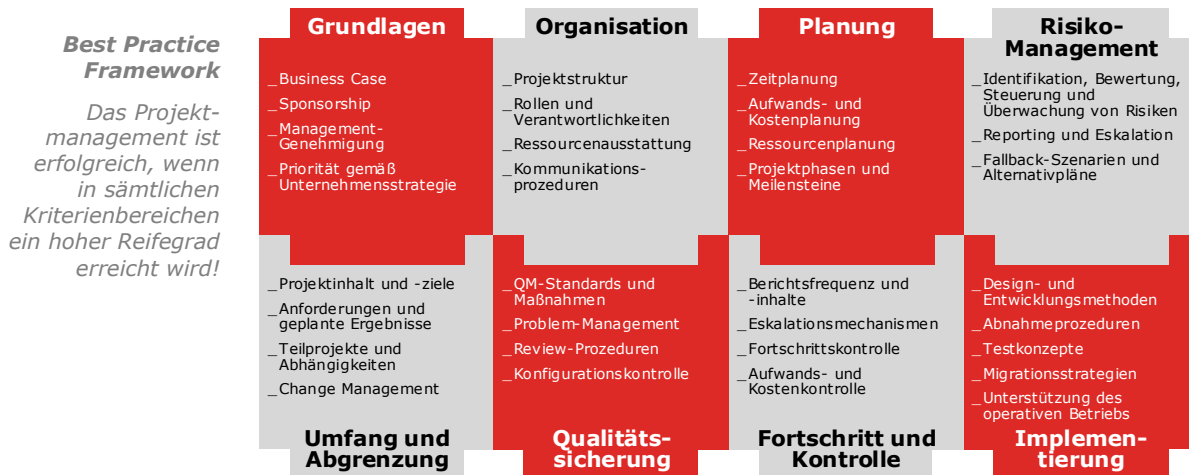 Best Practice
Framework
Das Projekt-
management ist
erfolgreich, wenn
in sämtlichen
Kriterienbereichen
ein hoher Reifegrad
erreicht wird!
Grundlagen
_Business Case
_Sponsorship
_Management-
Genehmigung
_Priorität gemäß
Unternehmensstrategie
Organisation
_Projektstruktur
_Rollen und
Verantwortlichkeiten
_Ressourcenausstattung
_Kommunikations-
prozeduren
Planung
_Zeitplanung
_Aufwands- und
Kostenplanung
_Ressourcenplanung
_Projektphasen und
Meilensteine
Risiko-
Management
_Identifikation, Bewertung,
Steuerung und
Überwachung von Risiken
_Reporting und Eskalation
_Fallback-Szenarien und
Alternativpläne
_Projektinhalt und -ziele
_Anforderungen und
geplante Ergebnisse
_Teilprojekte und
Abhängigkeiten
_Change Management
Umfang und
Abgrenzung
_QM-Standards und
Maßnahmen
_Problem-Management
_Review-Prozeduren
_Konfigurationskontrolle
Qualitäts-
sicherung
_Berichtsfrequenz und
-inhalte
_Eskalationsmechanismen
_Fortschrittskontrolle
_Aufwands- und
Kostenkontrolle
Fortschritt und
Kontrolle
_Design- und
Entwicklungsmethoden
_Abnahmeprozeduren
_Testkonzepte
_Migrationsstrategien
_Unterstützung des
operativen Betriebs
Implemen-
tierung